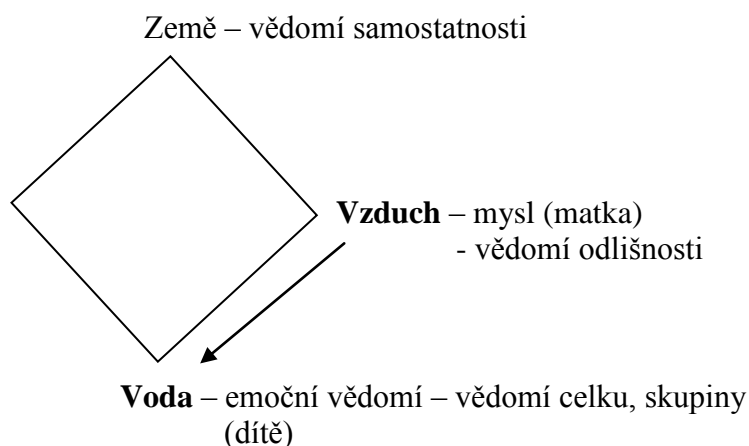 Země – vědomí samostatnosti
Vzduch – mysl (matka)
- vědomí odlišnosti
Voda – emoční vědomí – vědomí celku, skupiny
(dítě)